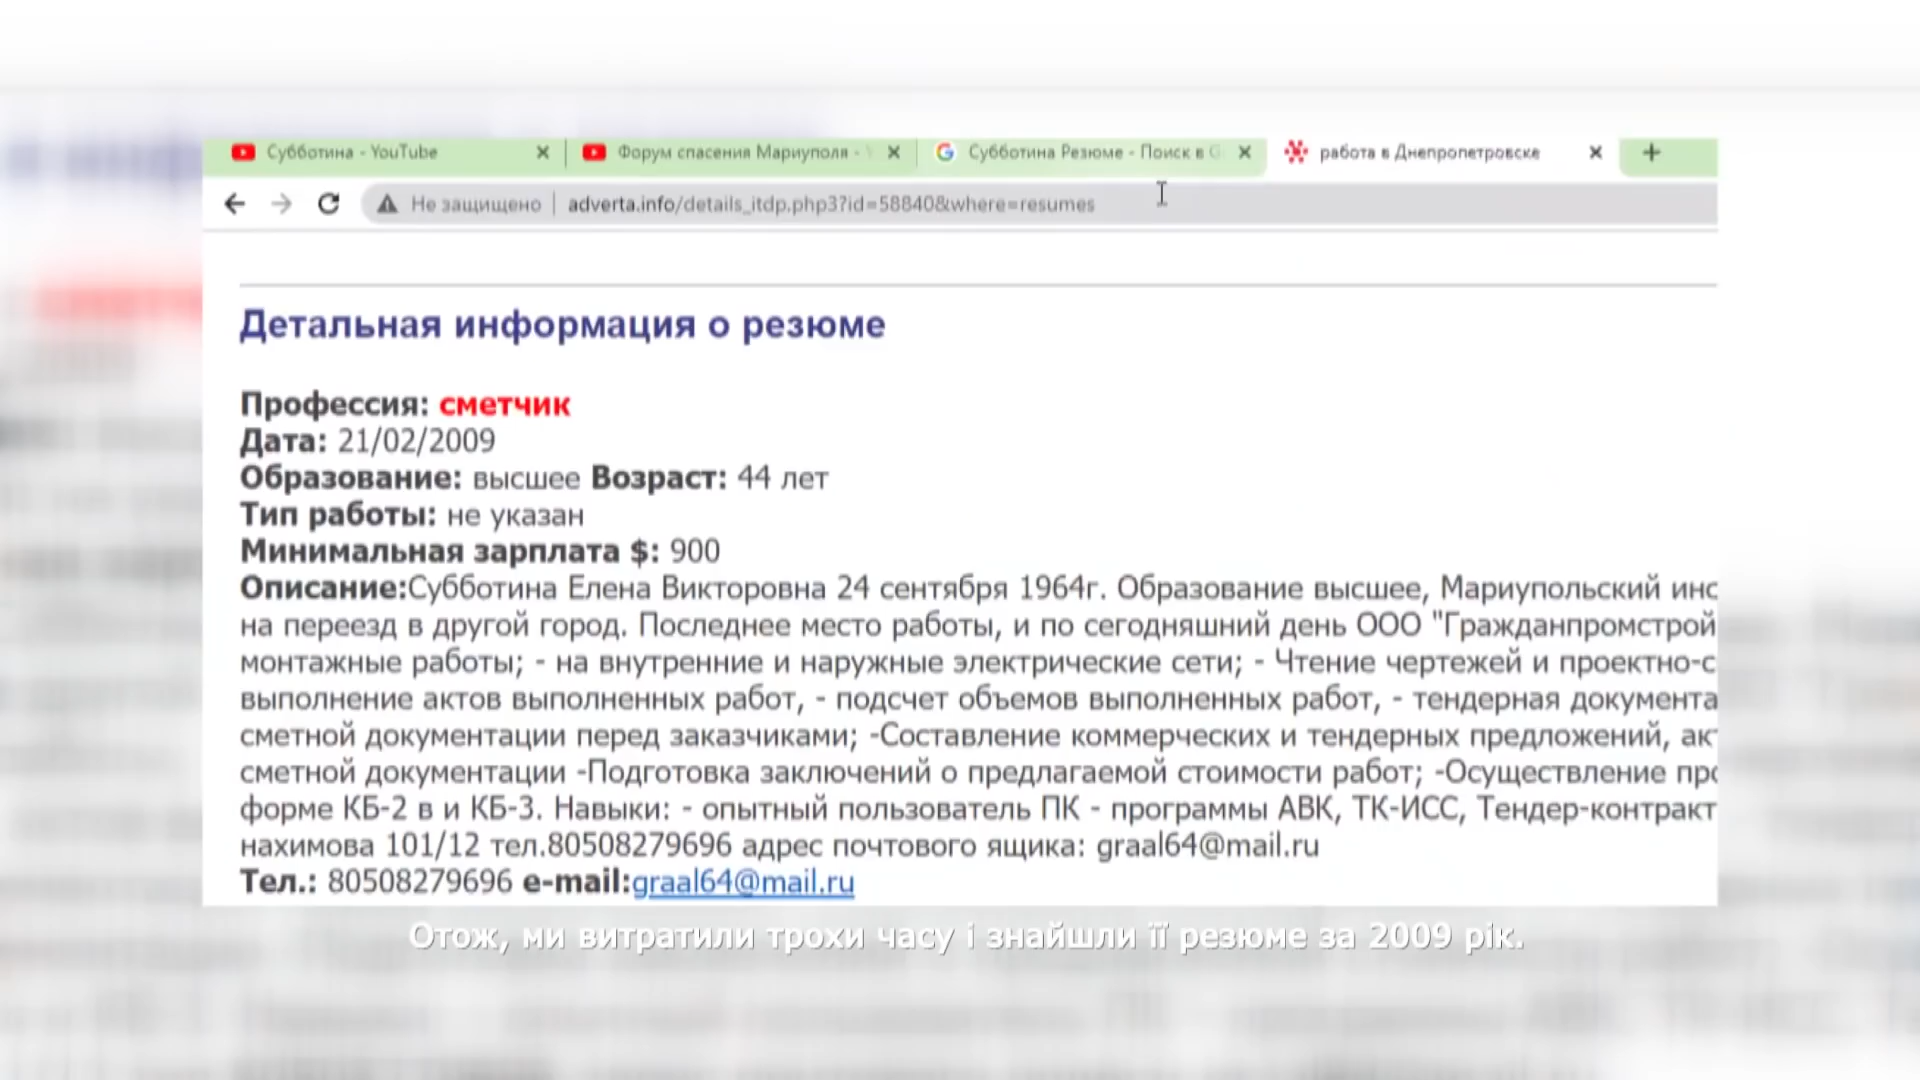 Субботина - YouTube
Форум спасения Мариуполя -
Субботина Резюме - Поиск в G
работа в Днепропетровске
Не защищено | adverta.info/details_itdp.php3?id=58840&where=resumes
Детальная информация о резюме
Профессия: сметчик
Дата: 21/02/2009
Образование: высшее Возраст: 44 лет
Тип работы: не указан
Минимальная зарплата $: 900
Описание:Субботина Елена Викторовна 24 сентября 1964г. Образование высшее, Мариупольский инс
на переезд в другой город. Последнее место работы, и по сегодняшний день ООО "Гражданпромстрой
монтажные работы; - на внутренние и наружные электрические сети; - Чтение чертежей и проектно-с
выполнение актов выполненных работ, - подсчет объемов выполненных работ, - тендерная документа
сметной документации перед заказчиками; -Составление коммерческих и тендерных предложений, ак
сметной документации -Подготовка заключений о предлагаемой стоимости работ; -Осуществление про
форме КБ-2 в и КБ-3. Навыки: - опытный пользователь ПК - программы АВК, ТК-ИСС, Тендер-контракт
нахимова 101/12 тел.80508279696 адрес почтового ящика: graal64@mail.ru
Тел.: 80508279696 e-mail:graal64@mail.ru
Отож, ми витратили трохи часу і знайшли її резюме за 2009 рік.